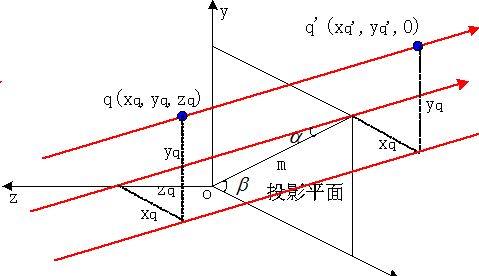 y
q' (xq', yq', 0)
q(xq, yq, zq)
yq
yq
α
xq
m
zq
o
β
z
投影平面
xq